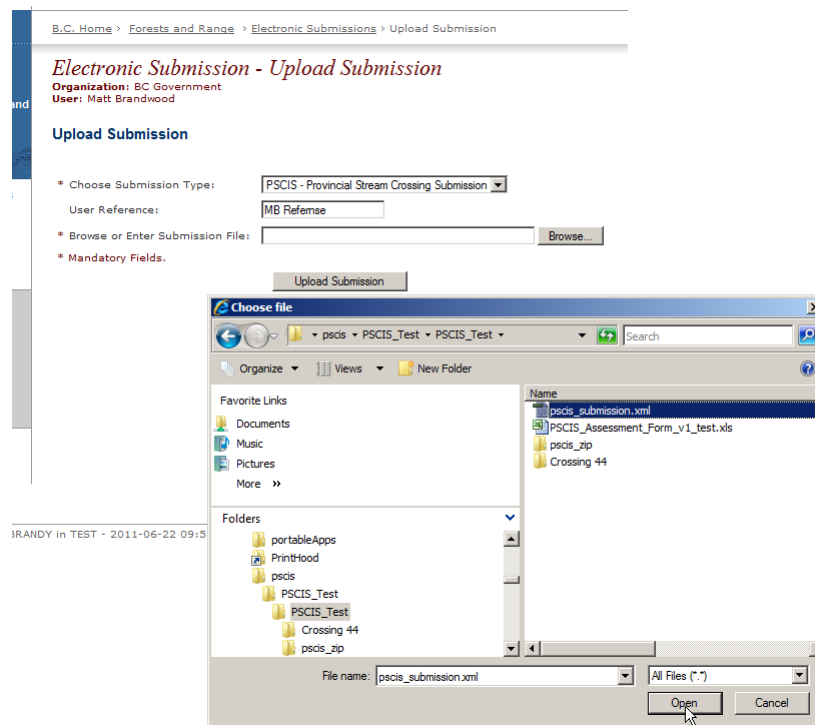 B.C. Home > Forests and Range > Electronic Submissions > Upload Submission
Electronic Submission - Upload Submission
Organization: BC Government
User: Matt Brandwood
and
Upload Submission
* Choose Submission Type: PSCIS - Provincial Stream Crossing Submission
User Reference: MB Refernse
* Browse or Enter Submission File: Browse...
* Mandatory Fields.
Upload Submission
Choose file
pscis PSCIS_Test PSCIS_Test Search
Organize Views New Folder
Favorite Links
Documents
Music
Pictures
More >>
Name
pscis_submission.xml
PSCIS_Assessment_Form_v1_test.xls
pscis_zip
Crossing 44
Folders
portableApps
PrintHood
pscis
PSCIS_Test
PSCIS_Test
Crossing 44
pscis_zip
BRANDY in TEST - 2011-06-22 09:5
File name: pscis_submission.xml All Files (*.*)
Open Cancel